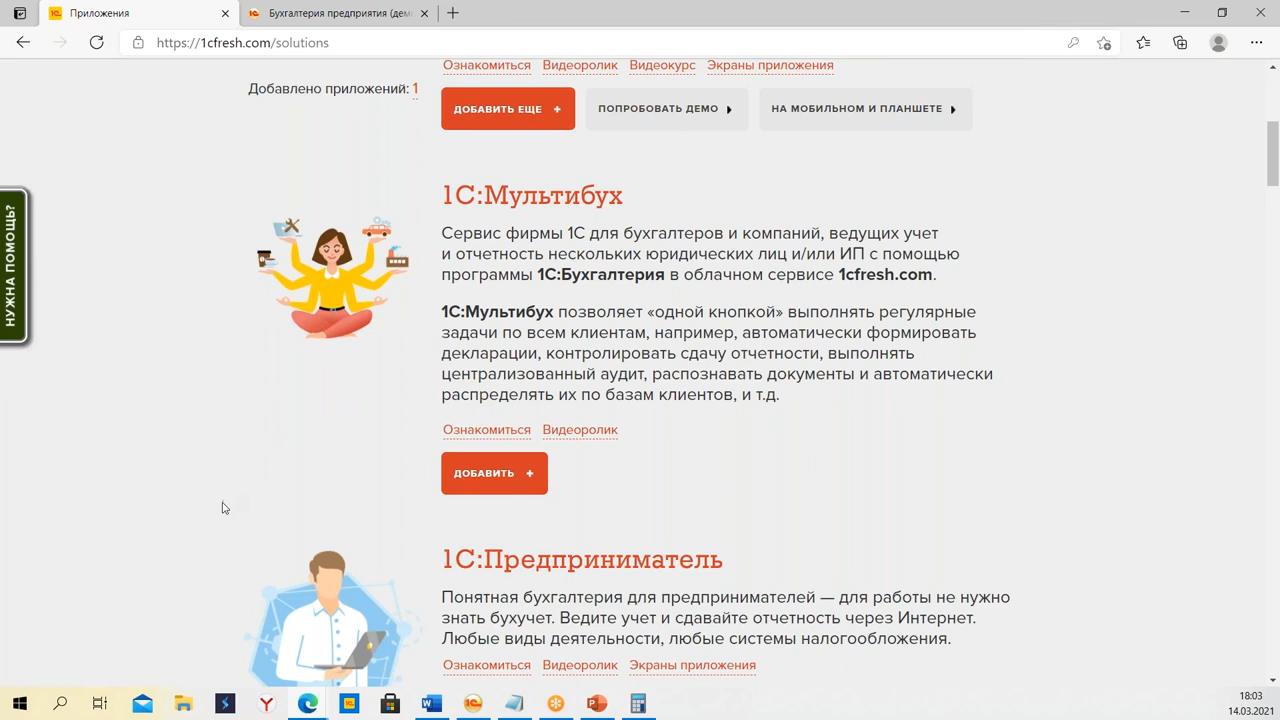 Приложения
Бухгалтерия предприятия (дем
https://1cfresh.com/solutions
Ознакомиться Видеоролик Видеокурс Экраны приложения
Добавлено приложений: 1
ДОБАВИТЬ ЕЩЕ +
ПОПРОБОВАТЬ ДЕМО
НА МОБИЛЬНОМ И ПЛАНШЕТЕ
НУЖНА ПОМОЩЬ?
1С:Мультибух
Сервис фирмы 1С для бухгалтеров и компаний, ведущих учет
и отчетность нескольких юридических лиц и/или ИП с помощью
программы 1С:Бухгалтерия в облачном сервисе 1cfresh.com.
1С:Мультибух позволяет «одной кнопкой» выполнять регулярные
задачи по всем клиентам, например, автоматически формировать
декларации, контролировать сдачу отчетности, выполнять
централизованный аудит, распознавать документы и автоматически
распределять их по базам клиентов, и т.д.
Ознакомиться Видеоролик
ДОБАВИТЬ +
1С:Предприниматель
Понятная бухгалтерия для предпринимателей — для работы не нужно
знать бухучет. Ведите учет и сдавайте отчетность через Интернет.
Любые виды деятельности, любые системы налогообложения.
Ознакомиться Видеоролик Экраны приложения
18:03
14.03.2021